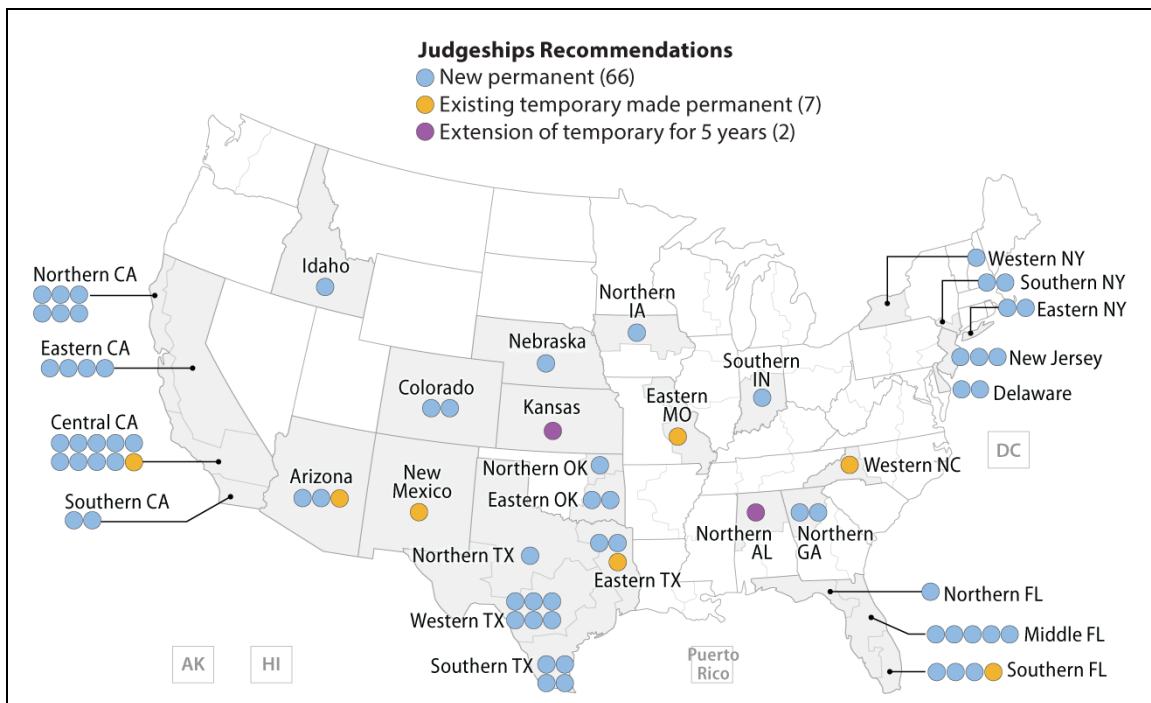 Judgeships Recommendations
New permanent (66)
Existing temporary made permanent (7)
Extension of temporary for 5 years (2)
Northern CA
Eastern CA
Central CA
Southern CA
Idaho
Colorado
Arizona
New
Mexico
Nebraska
Kansas
Northern
IA
Eastern
MO
Southern
IN
Northern OK
Eastern OK
Northern TX
Eastern TX
Western TX
Southern TX
Northern
AL
Northern
GA
Western NC
Western NY
Southern NY
Eastern NY
New Jersey
Delaware
DC
Northern FL
Middle FL
Southern FL
AK
HI
Puerto
Rico